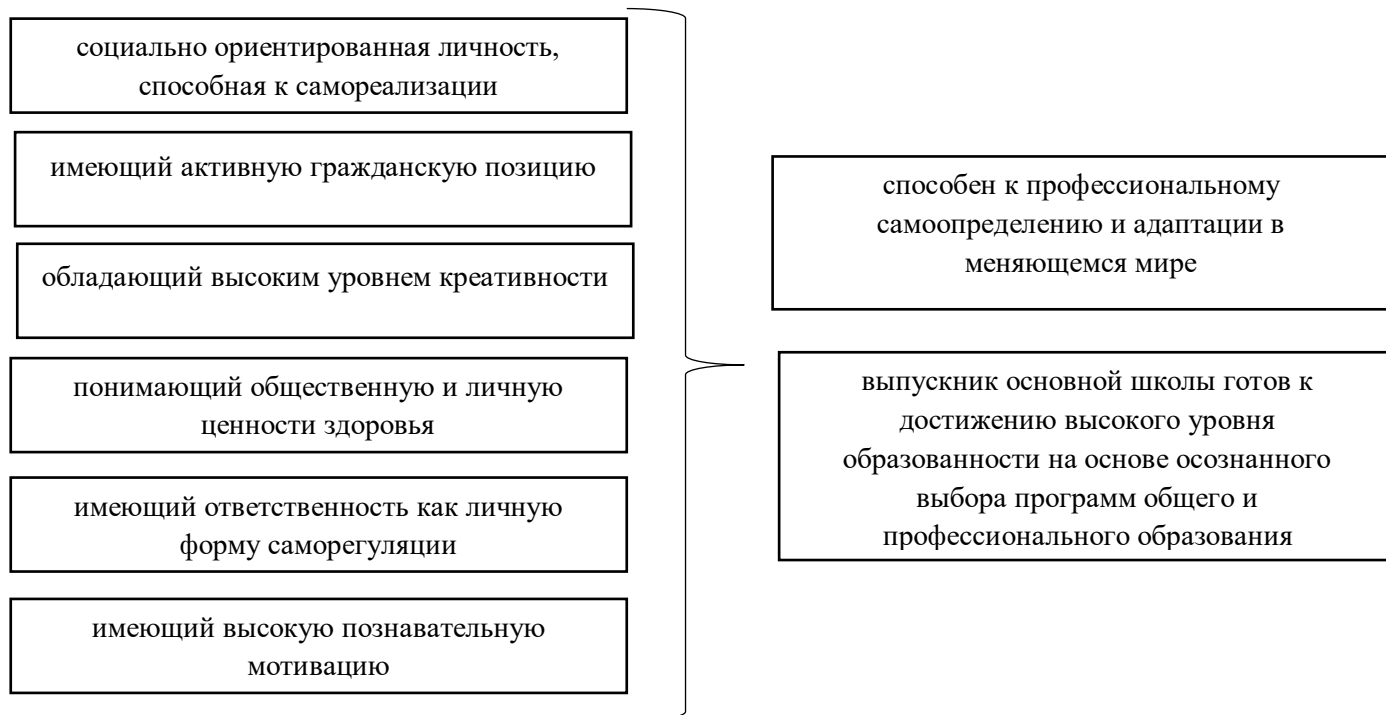 социально ориентированная личность,
способная к самореализации
имеющий активную гражданскую позицию
обладающий высоким уровнем креативности
понимающий общественную и личную
ценности здоровья
имеющий ответственность как личную
форму саморегуляции
имеющий высокую познавательную
мотивацию
способен к профессиональному
самоопределению и адаптации в
меняющемся мире
выпускник основной школы готов к
достижению высокого уровня
образованности на основе осознанного
выбора программ общего и
профессионального образования